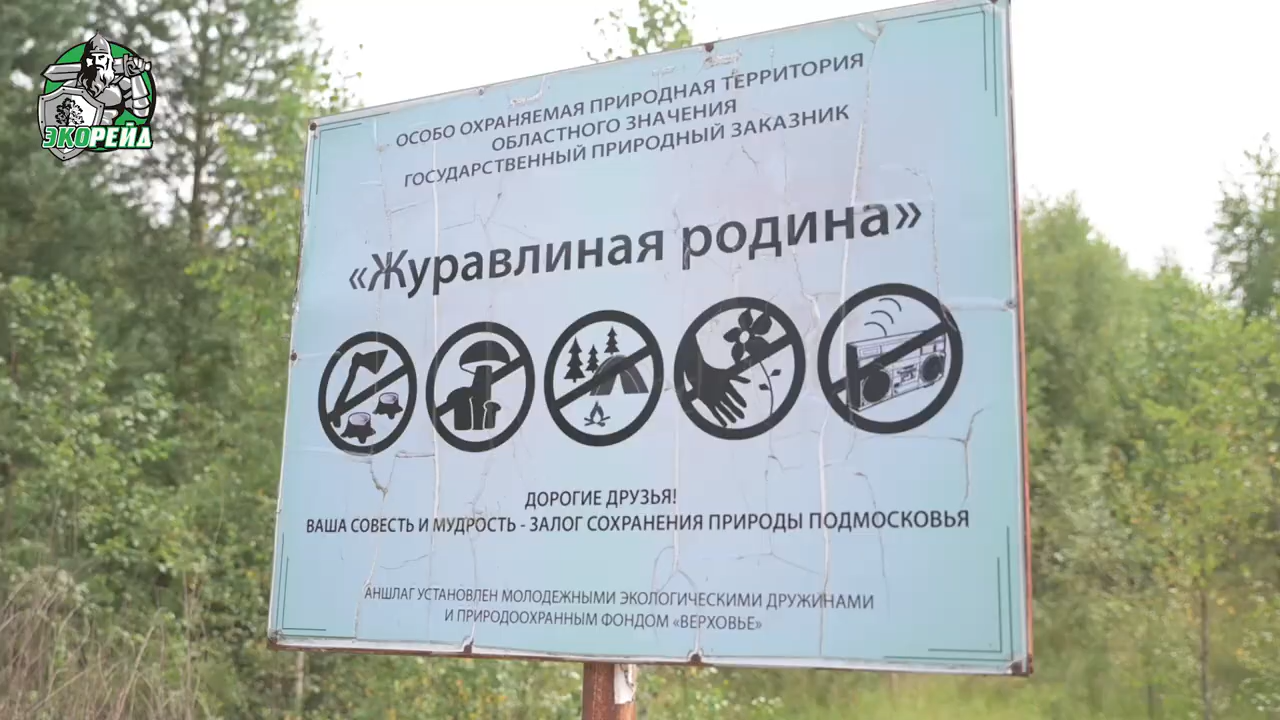 ЭКОРЕЙД
ОСОБО ОХРАНЯЕМАЯ ПРИРОДНАЯ ТЕРРИТОРИЯ
ОБЛАСТНОГО ЗНАЧЕНИЯ
ГОСУДАРСТВЕННЫЙ ПРИРОДНЫЙ ЗАКАЗНИК
«Журавлиная родина»
ДОРОГИЕ ДРУЗЬЯ!
ВАША СОВЕСТЬ И МУДРОСТЬ - ЗАЛОГ СОХРАНЕНИЯ ПРИРОДЫ ПОДМОСКОВЬЯ
АНШЛАГ УСТАНОВЛЕН МОЛОДЕЖНЫМИ ЭКОЛОГИЧЕСКИМИ ДРУЖИНАМИ
И ПРИРОДООХРАННЫМ ФОНДОМ «ВЕРХОВЬЕ»